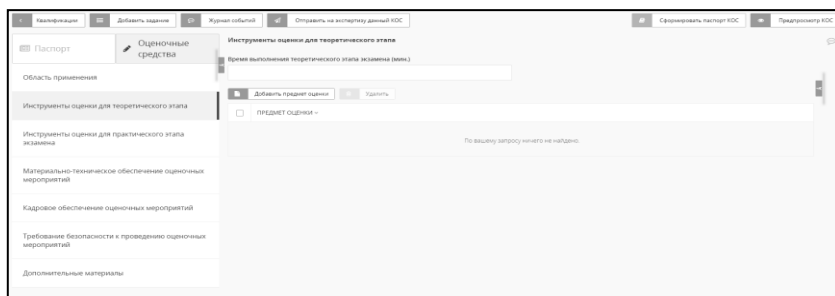 Квалификации
Добавить задание
Журнал событий
Отправить на экспертизу данный КОС
Сформировать паспорт КОС
Предпросмотр КОС
Паспорт
Оценочные
средства
Область применения
Инструменты оценки для теоретического этапа
Инструменты оценки для практического этапа
экзамена
Материально-техническое обеспечение оценочных
мероприятий
Кадровое обеспечение оценочных мероприятий
Требование безопасности к проведению оценочных
мероприятий
Дополнительные материалы
Инструменты оценки для теоретического этапа
Время выполнения теоретического этапа экзамена (мин.)
Добавить предмет оценки
Удалить
ПРЕДМЕТ ОЦЕНКИ
По вашему запросу ничего не найдено.